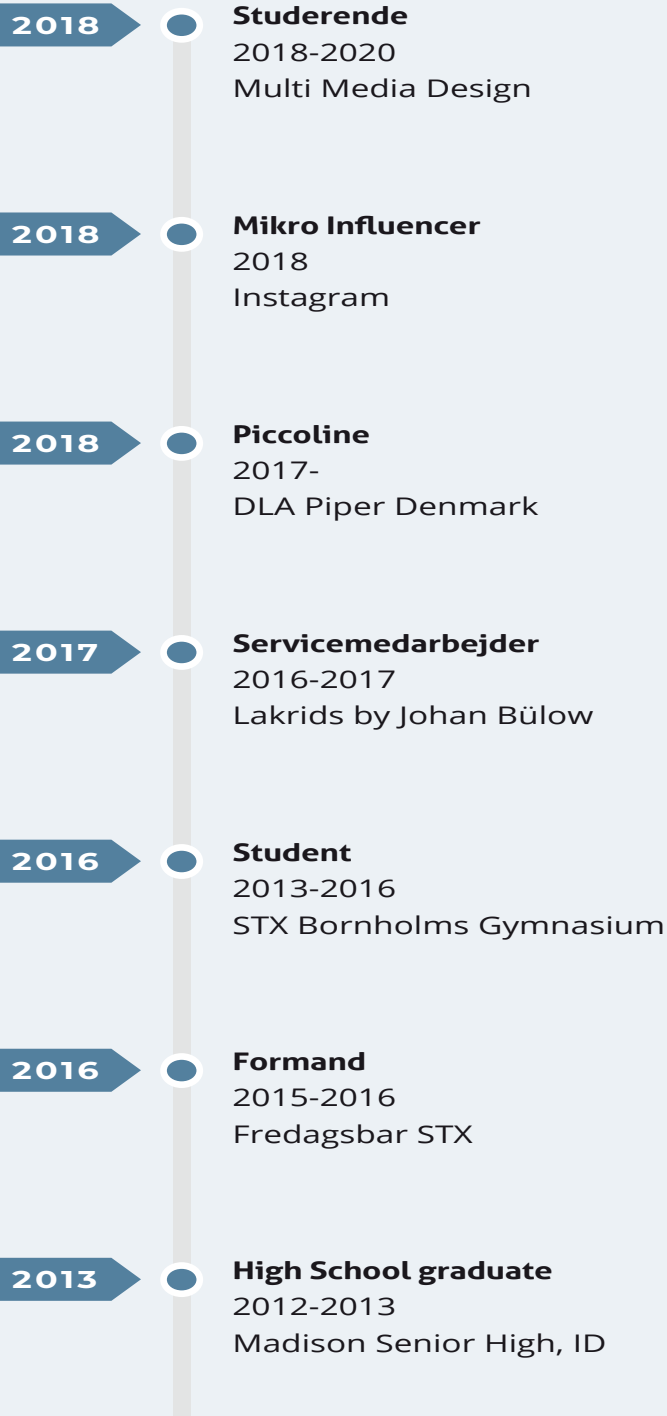 2018
Studerende
2018-2020
Multi Media Design
2018
Mikro Influencer
2018
Instagram
2018
Piccoline
2017-
DLA Piper Denmark
2017
Servicemedarbejder
2016-2017
Lakrids by Johan Bülow
2016
Student
2013-2016
STX Bornholms Gymnasium
2016
Formand
2015-2016
Fredagsbar STX
2013
High School graduate
2012-2013
Madison Senior High, ID